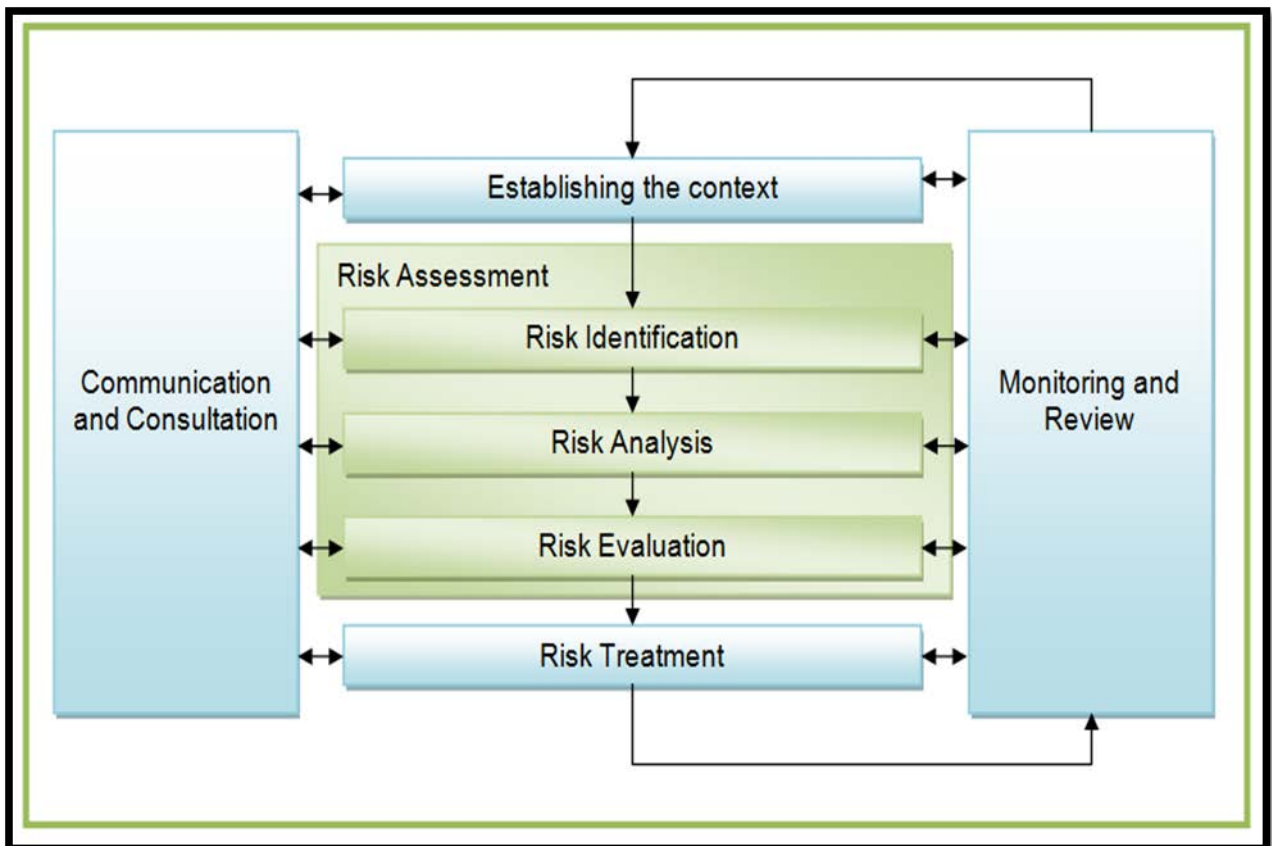 Establishing the context
Risk Assessment
Risk Identification
Risk Analysis
Risk Evaluation
Risk Treatment
Communication
and Consultation
Monitoring and
Review